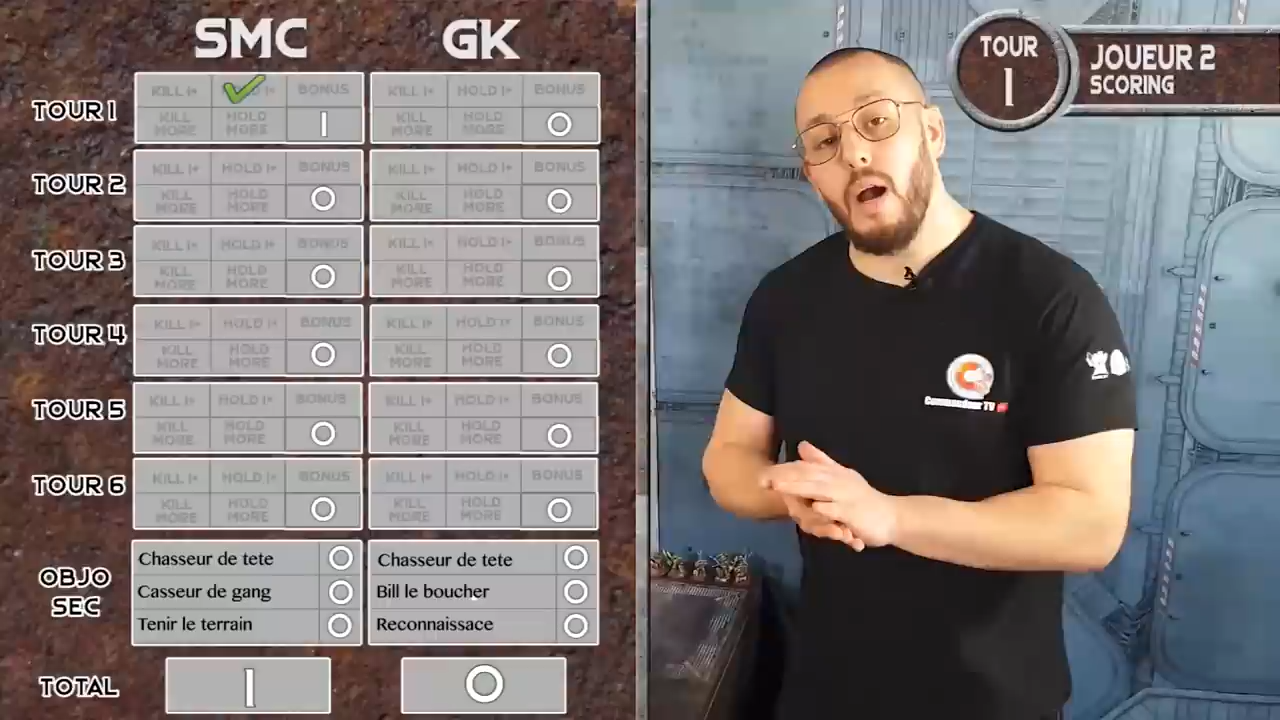 SMC GK
TOUR 1
KILL 1+ BONUS KILL 1+ HOLD 1+ BONUS
KILL MORE HOLD MORE 1 KILL MORE HOLD MORE 0
TOUR 2
KILL 1+ HOLD 1+ BONUS KILL 1+ HOLD 1+ BONUS
KILL MORE HOLD MORE 0 KILL MORE HOLD MORE 0
TOUR 3
KILL 1+ HOLD 1+ BONUS KILL 1+ HOLD 1+ BONUS
KILL MORE HOLD MORE 0 KILL MORE HOLD MORE 0
TOUR 4
KILL 1+ HOLD 1+ BONUS KILL 1+ HOLD 1+ BONUS
KILL MORE HOLD MORE 0 KILL MORE HOLD MORE 0
TOUR 5
KILL 1+ HOLD 1+ BONUS KILL 1+ HOLD 1+ BONUS
KILL MORE HOLD MORE 0 KILL MORE HOLD MORE 0
TOUR 6
KILL 1+ HOLD 1+ BONUS KILL 1+ HOLD 1+ BONUS
KILL MORE HOLD MORE 0 KILL MORE HOLD MORE 0
OBJO SEC
Chasseur de tete 0 Chasseur de tete 0
Casseur de gang 0 Bill le boucher 0
Tenir le terrain 0 Reconnaissace 0
TOTAL 1 0
TOUR
1
JOUEUR 2
SCORING